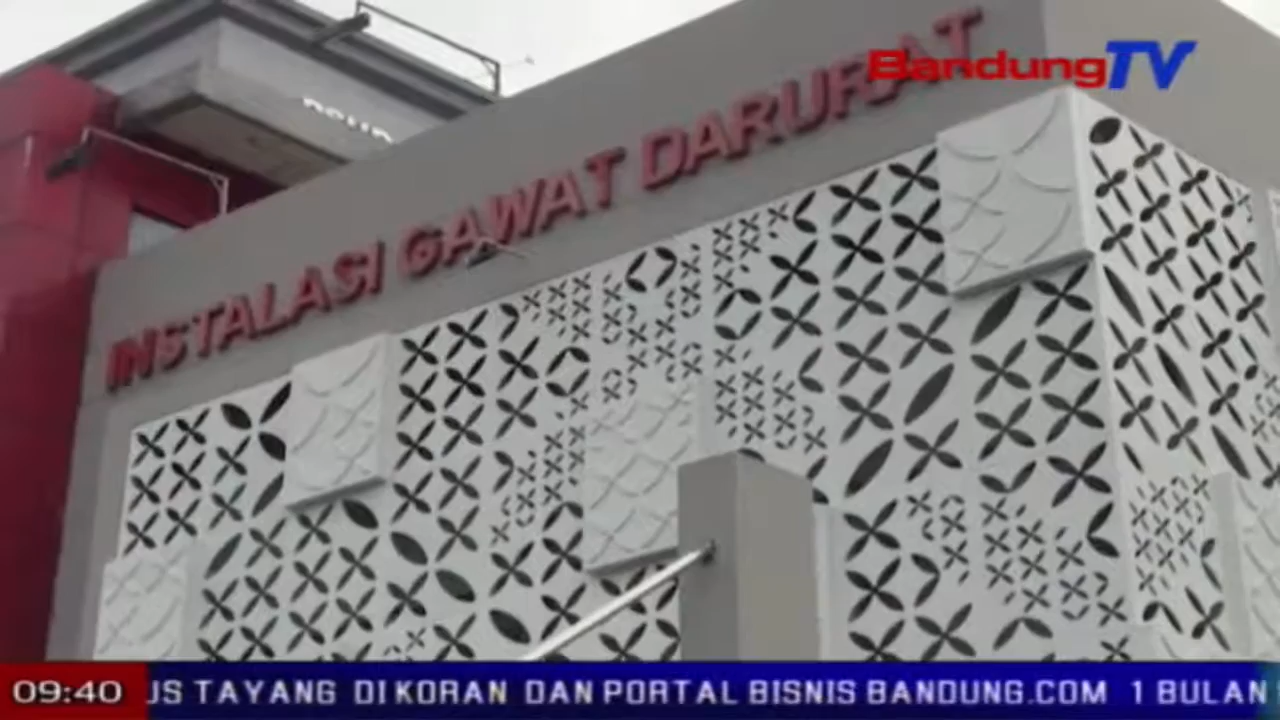 BandungTV
INSTALASI GAWAT DARURAT
09:40
US TAYANG DI KORAN DAN PORTAL BISNIS BANDUNG.COM 1 BULAN